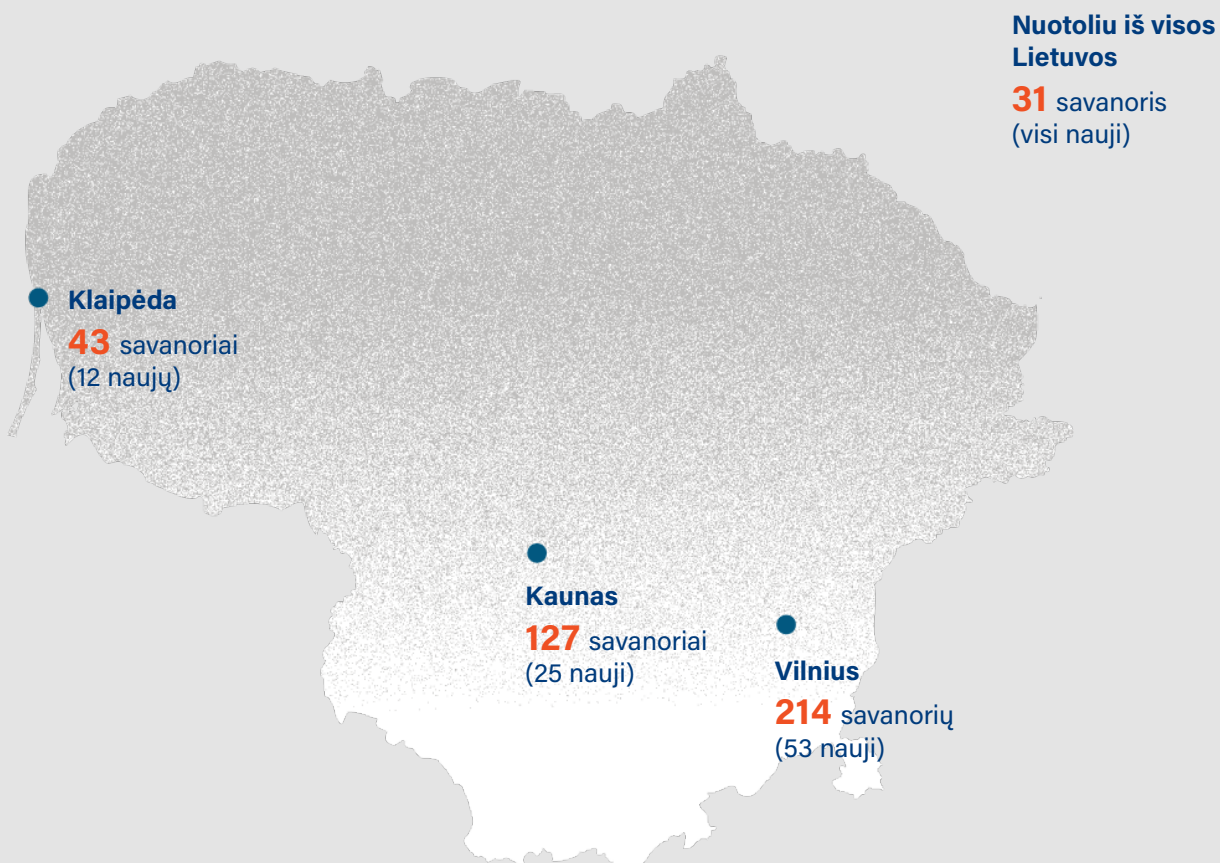 Nuotoliu iš visos
Lietuvos
31 savanoris
(visi nauji)
Klaipėda
43 savanoriai
(12 naujų)
Kaunas
127 savanoriai
(25 nauji)
Vilnius
214 savanorių
(53 nauji)